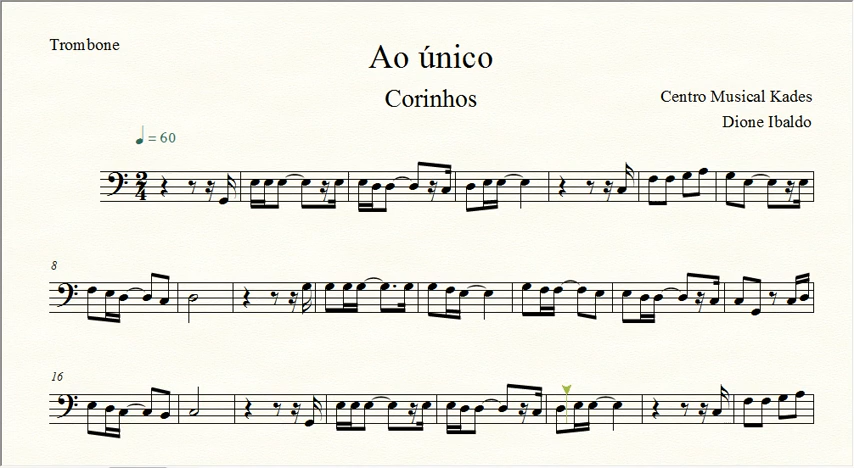 Trombone
Ao único
Corinhos
Centro Musical Kades
Dione Ibaldo
= 60
2
4
8
16